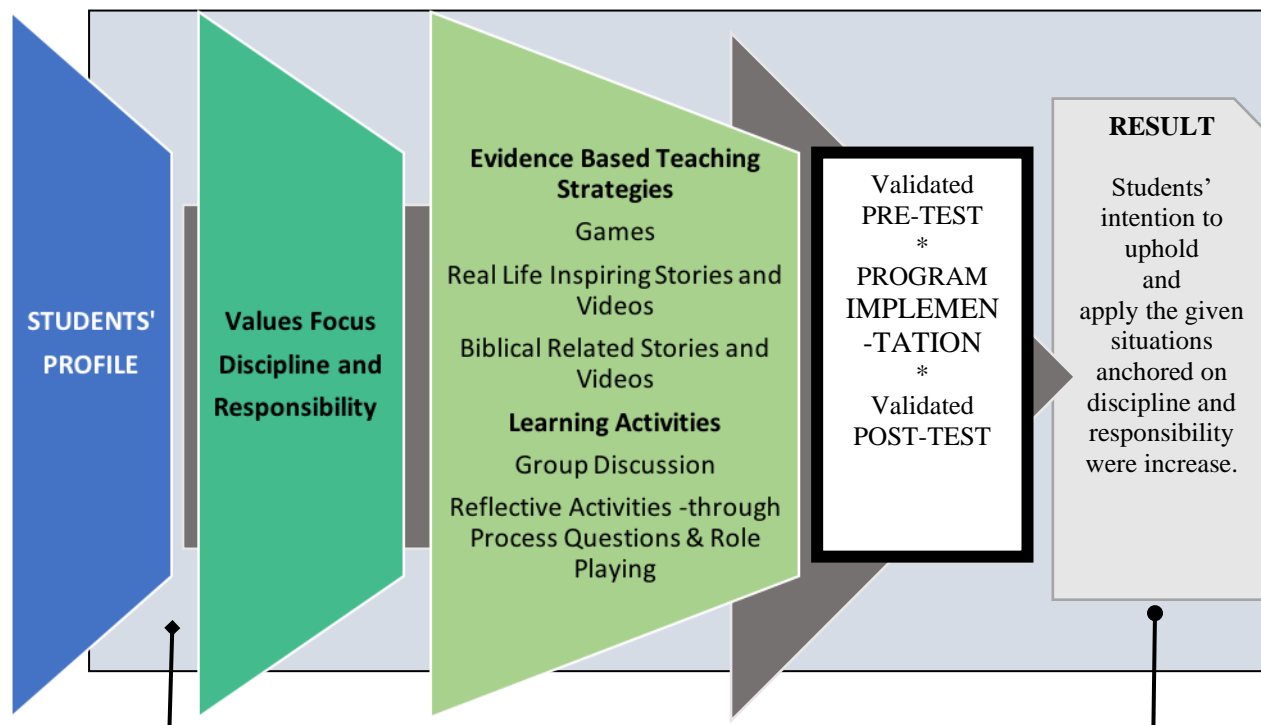 STUDENTS'
PROFILE
Values Focus
Discipline and
Responsibility
Evidence Based Teaching
Strategies
Games
Real Life Inspiring Stories and
Videos
Biblical Related Stories and
Videos
Learning Activities
Group Discussion
Reflective Activities -through
Process Questions & Role
Playing
Validated
PRE-TEST
*
PROGRAM
IMPLEMEN
-TATION
*
Validated
POST-TEST
RESULT
Students’
intention to
uphold
and
apply the given
situations
anchored on
discipline and
responsibility
were increase.